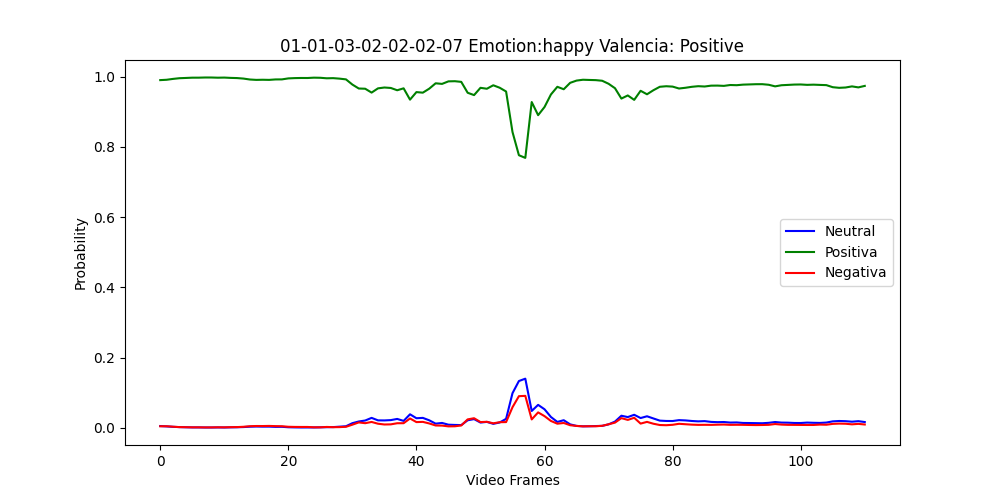 01-01-03-02-02-02-07 Emotion:happy Valencia: Positive
1.0
0.8
0.6
0.4
0.2
0.0
Probability
Neutral
Positiva
Negativa
0 20 40 60 80 100
Video Frames